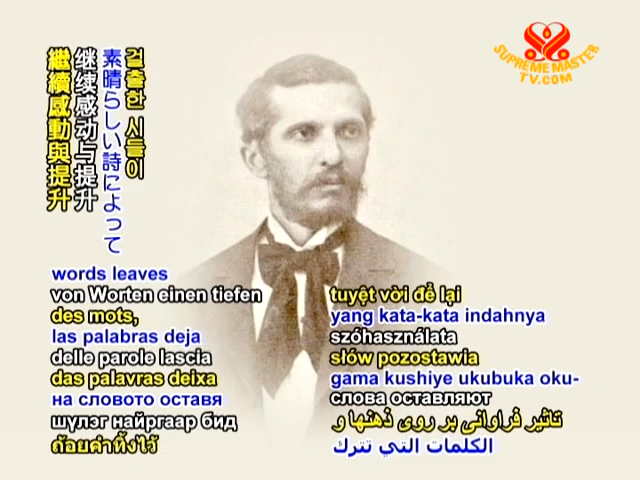 SUPREME MASTER
TV.COM
걸출한 시들이
素晴らしい詩によって
继续感动与提升
繼續感動與提升
words leaves
von Worten einen tiefen
des mots,
las palabras deja
delle parole lascia
das palavras deixa
на словото оставя
шүлэг найргаар бид
ถ้อยคำทิ้งไว้
tuyệt vời để lại
yang kata-kata indahnya
szóhasználata
słów pozostawia
gama kushiye ukubuka oku-
слова оставляют
تاثیر فراوانی بر روی ذهنها و
الكلمات التي تترك